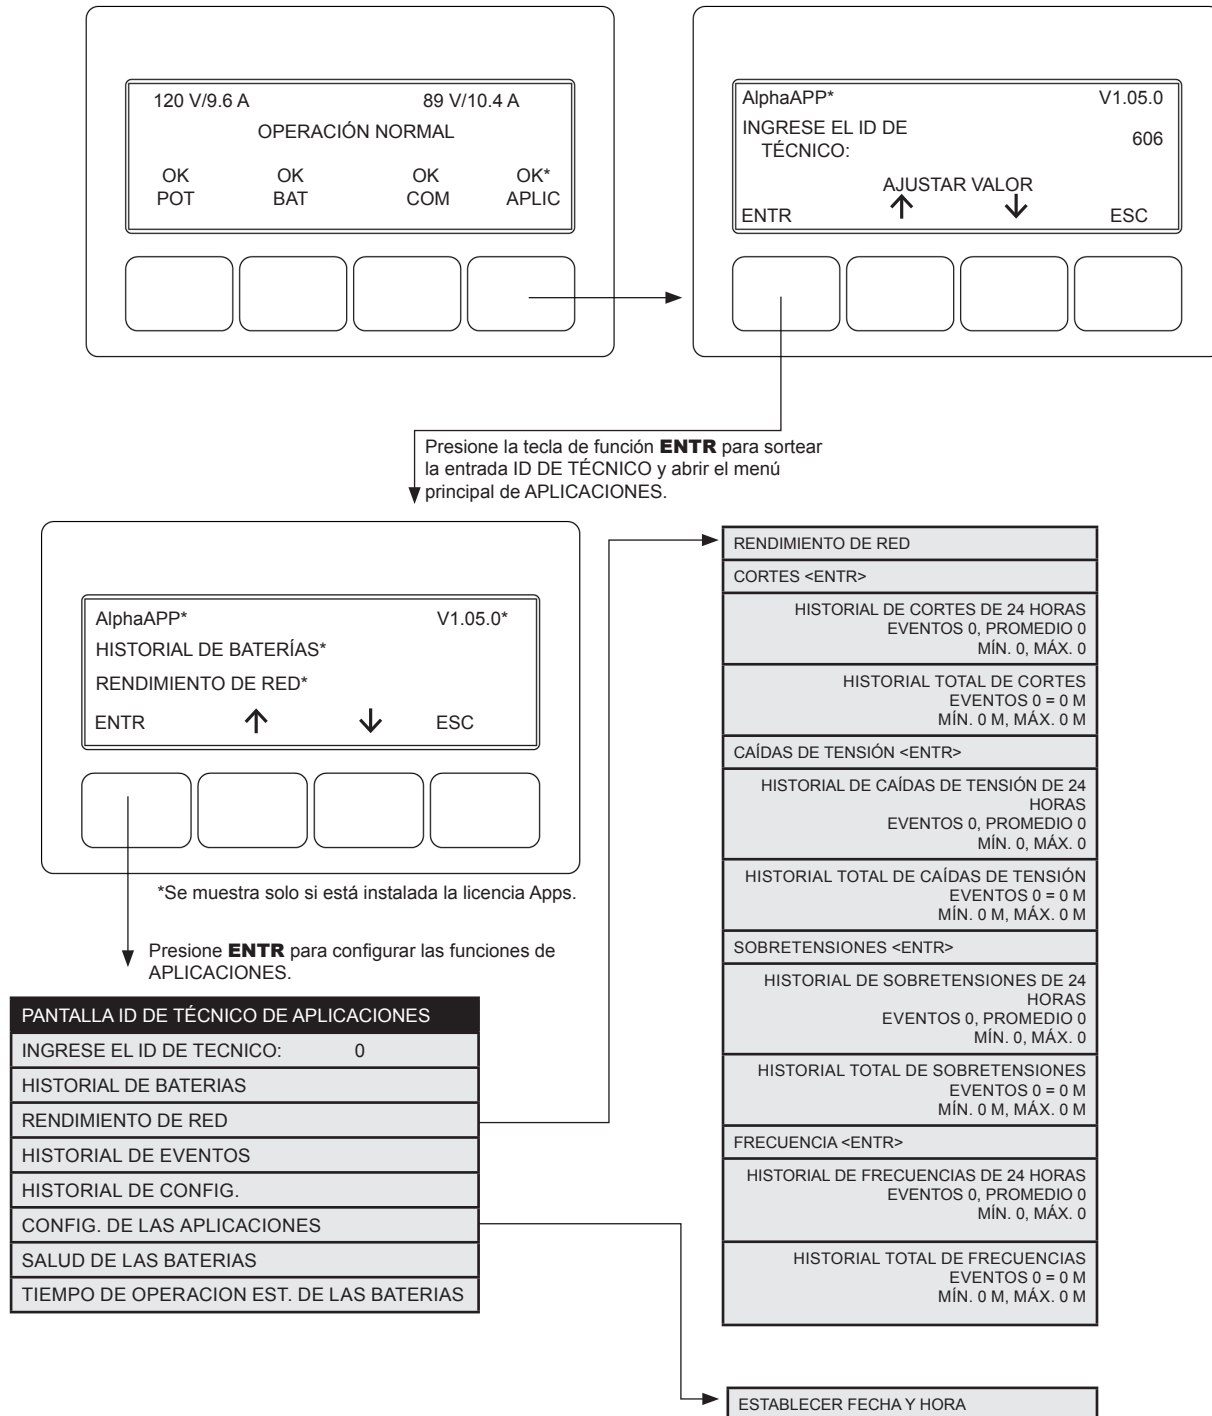 120 V/9.6 A 89 V/10.4 A
OPERACIÓN NORMAL
OK OK OK OK*
POT BAT COM APLIC
AlphaAPP* V1.05.0
INGRESE EL ID DE
TÉCNICO: 606
AJUSTAR VALOR
ENTR ↑ ↓ ESC
Presione la tecla de función ENTR para sortear
la entrada ID DE TÉCNICO y abrir el menú
principal de APLICACIONES.
AlphaAPP* V1.05.0*
HISTORIAL DE BATERÍAS*
RENDIMIENTO DE RED*
ENTR ↑ ↓ ESC
*Se muestra solo si está instalada la licencia Apps.
Presione ENTR para configurar las funciones de
APLICACIONES.
PANTALLA ID DE TÉCNICO DE APLICACIONES
INGRESE EL ID DE TECNICO: 0
HISTORIAL DE BATERIAS
RENDIMIENTO DE RED
HISTORIAL DE EVENTOS
HISTORIAL DE CONFIG.
CONFIG. DE LAS APLICACIONES
SALUD DE LAS BATERIAS
TIEMPO DE OPERACION EST. DE LAS BATERIAS
RENDIMIENTO DE RED
CORTES <ENTR>
HISTORIAL DE CORTES DE 24 HORAS
EVENTOS 0, PROMEDIO 0
MÍN. 0, MÁX. 0
HISTORIAL TOTAL DE CORTES
EVENTOS 0 = 0 M
MÍN. 0 M, MÁX. 0 M
CAÍDAS DE TENSIÓN <ENTR>
HISTORIAL DE CAÍDAS DE TENSIÓN DE 24
HORAS
EVENTOS 0, PROMEDIO 0
MÍN. 0, MÁX. 0
HISTORIAL TOTAL DE CAÍDAS DE TENSIÓN
EVENTOS 0 = 0 M
MÍN. 0 M, MÁX. 0 M
SOBRETENSIONES <ENTR>
HISTORIAL DE SOBRETENSIONES DE 24
HORAS
EVENTOS 0, PROMEDIO 0
MÍN. 0, MÁX. 0
HISTORIAL TOTAL DE SOBRETENSIONES
EVENTOS 0 = 0 M
MÍN. 0 M, MÁX. 0 M
FRECUENCIA <ENTR>
HISTORIAL DE FRECUENCIAS DE 24 HORAS
EVENTOS 0, PROMEDIO 0
MÍN. 0, MÁX. 0
HISTORIAL TOTAL DE FRECUENCIAS
EVENTOS 0 = 0 M
MÍN. 0 M, MÁX. 0 M
ESTABLECER FECHA Y HORA